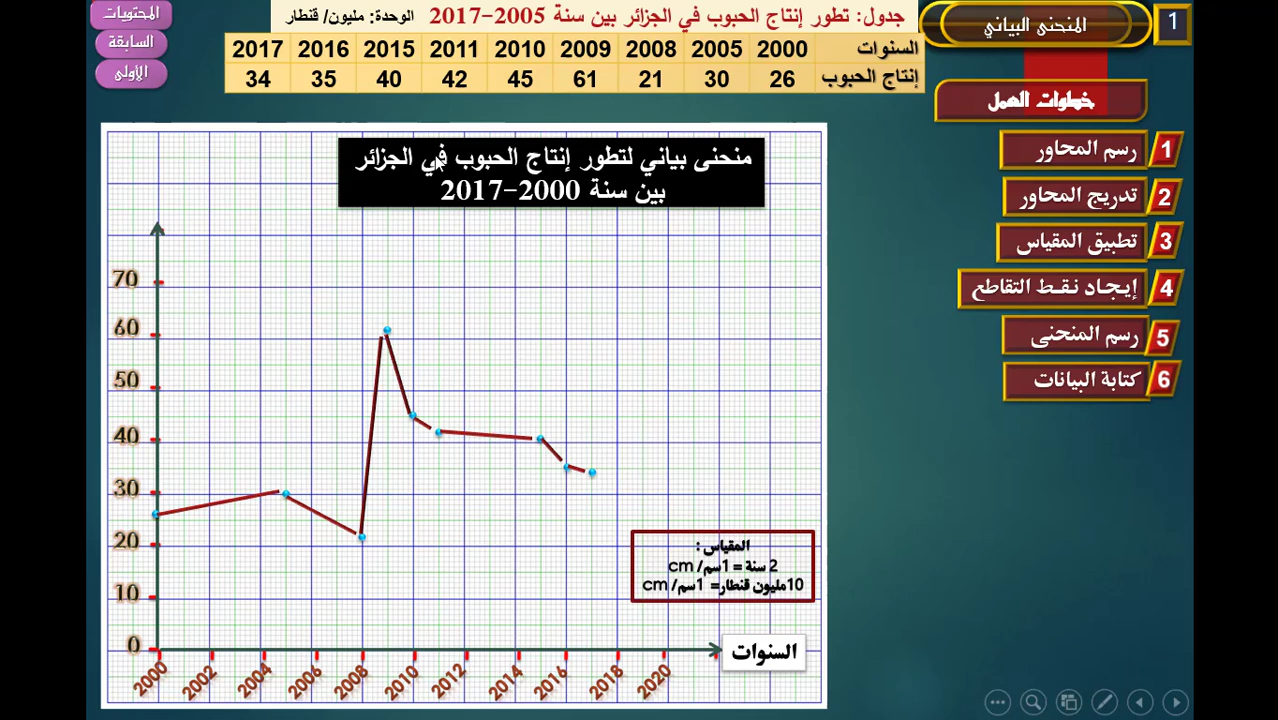 1
المنحنى البياني
جدول: تطور إنتاج الحبوب في الجزائر بين سنة 2005-2017 الوحدة: مليون/ قنطار
السنوات 2000 2005 2008 2009 2010 2011 2015 2016 2017
إنتاج الحبوب 26 30 21 61 45 42 40 35 34
المحتويات
السابقة
الأولى
خطوات العمل
1 رسم المحاور
2 تدريج المحاور
3 تطبيق المقياس
4 إيجاد نقط التقاطع
5 رسم المنحنى
6 كتابة البيانات
منحنى بياني لتطور إنتاج الحبوب في الجزائر
بين سنة 2000-2017
70
60
50
40
30
20
10
0
2000 2002 2004 2006 2008 2010 2012 2014 2016 2018 2020
السنوات
المقياس :
2 سنة = 1سم/ cm
10مليون قنطار= 1سم/ cm